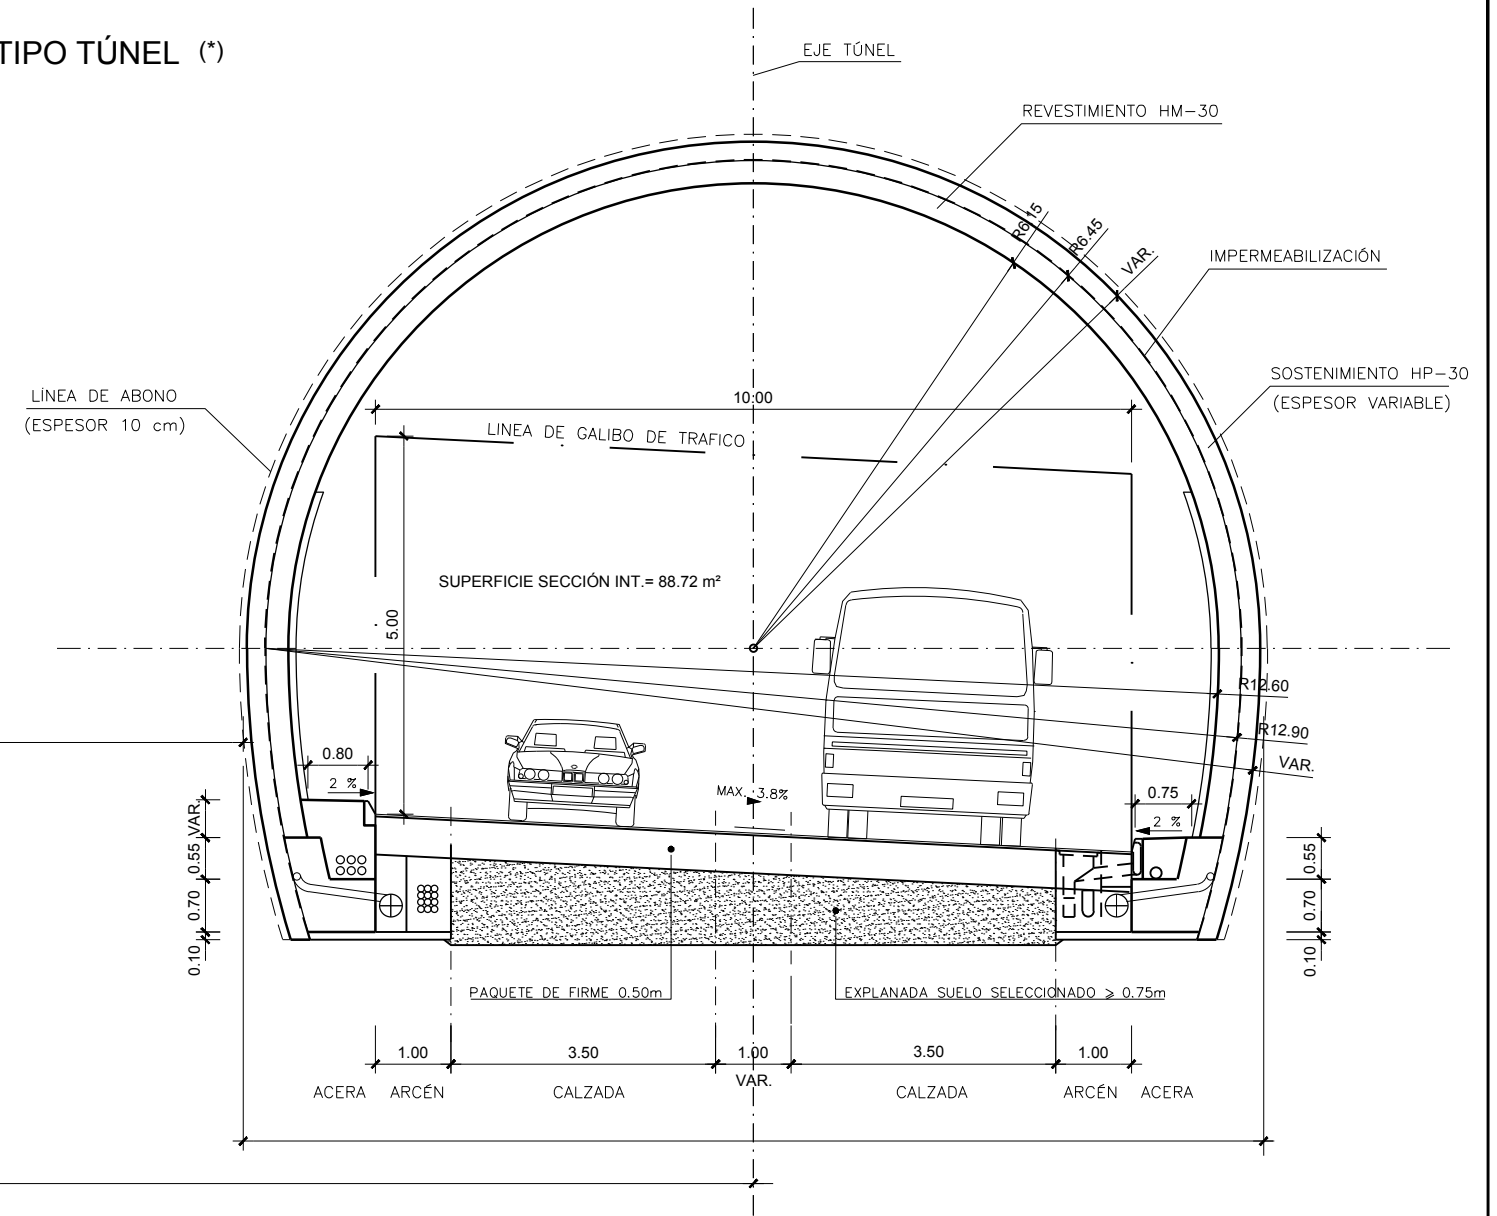 TIPO TÚNEL (*)
EJE TÚNEL
REVESTIMIENTO HM-30
R6.15
R6.45
VAR.
IMPERMEABILIZACIÓN
SOSTENIMIENTO HP-30
(ESPESOR VARIABLE)
LÍNEA DE ABONO
(ESPESOR 10 cm)
10.00
LINEA DE GALIBO DE TRAFICO
SUPERFICIE SECCIÓN INT.= 88.72 m²
5.00
R12.60
R12.90
VAR.
0.80
2 %
MAX. 3.8%
0.75
2 %
VAR.
0.55
0.70
0.10
0.55
0.70
0.10
PAQUETE DE FIRME 0.50m
EXPLANADA SUELO SELECCIONADO ⩾ 0.75m
1.00
3.50
1.00
3.50
1.00
VAR.
ACERA
ARCÉN
CALZADA
CALZADA
ARCÉN
ACERA